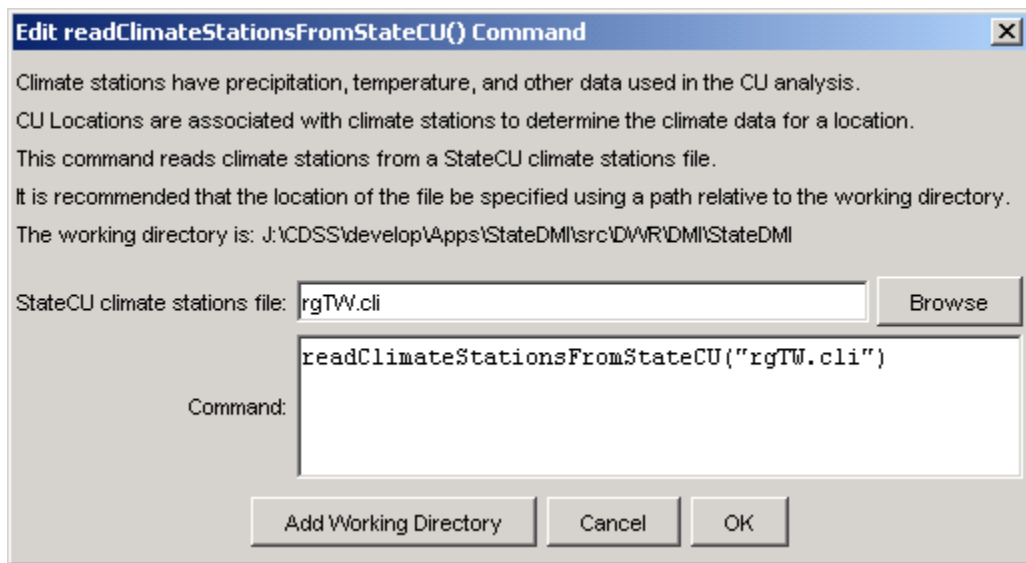 Edit readClimateStationsFromStateCU() Command
Climate stations have precipitation, temperature, and other data used in the CU analysis.
CU Locations are associated with climate stations to determine the climate data for a location.
This command reads climate stations from a StateCU climate stations file.
It is recommended that the location of the file be specified using a path relative to the working directory.
The working directory is: J:\CDSS\develop\Apps\StateDMI\src\DWR\DMI\StateDMI
StateCU climate stations file: rgTW.cli Browse
readClimateStationsFromStateCU("rgTW.cli")
Command:
Add Working Directory Cancel OK